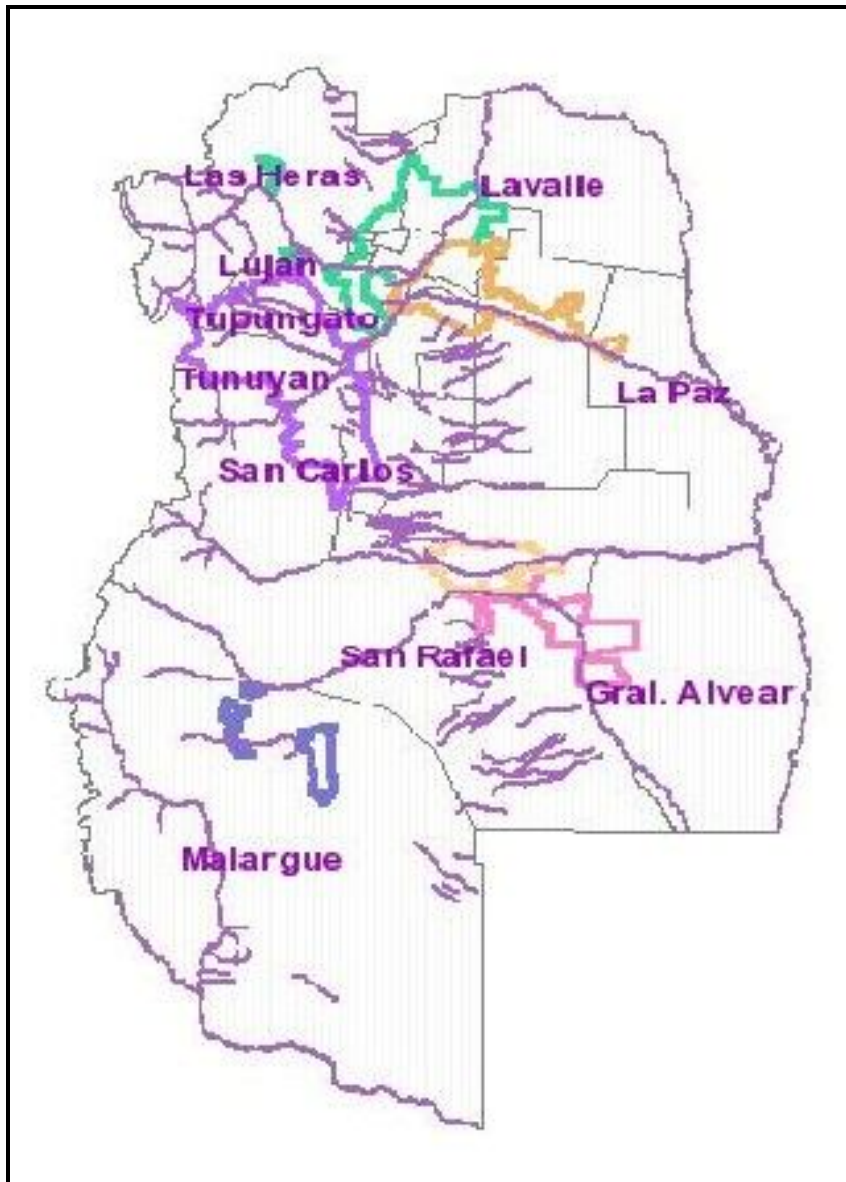 Las Heras
Lavalle
Lujan
Tupungato
Tunuyan
La Paz
San Carlos
San Rafael
Gral. Alvear
Malargue